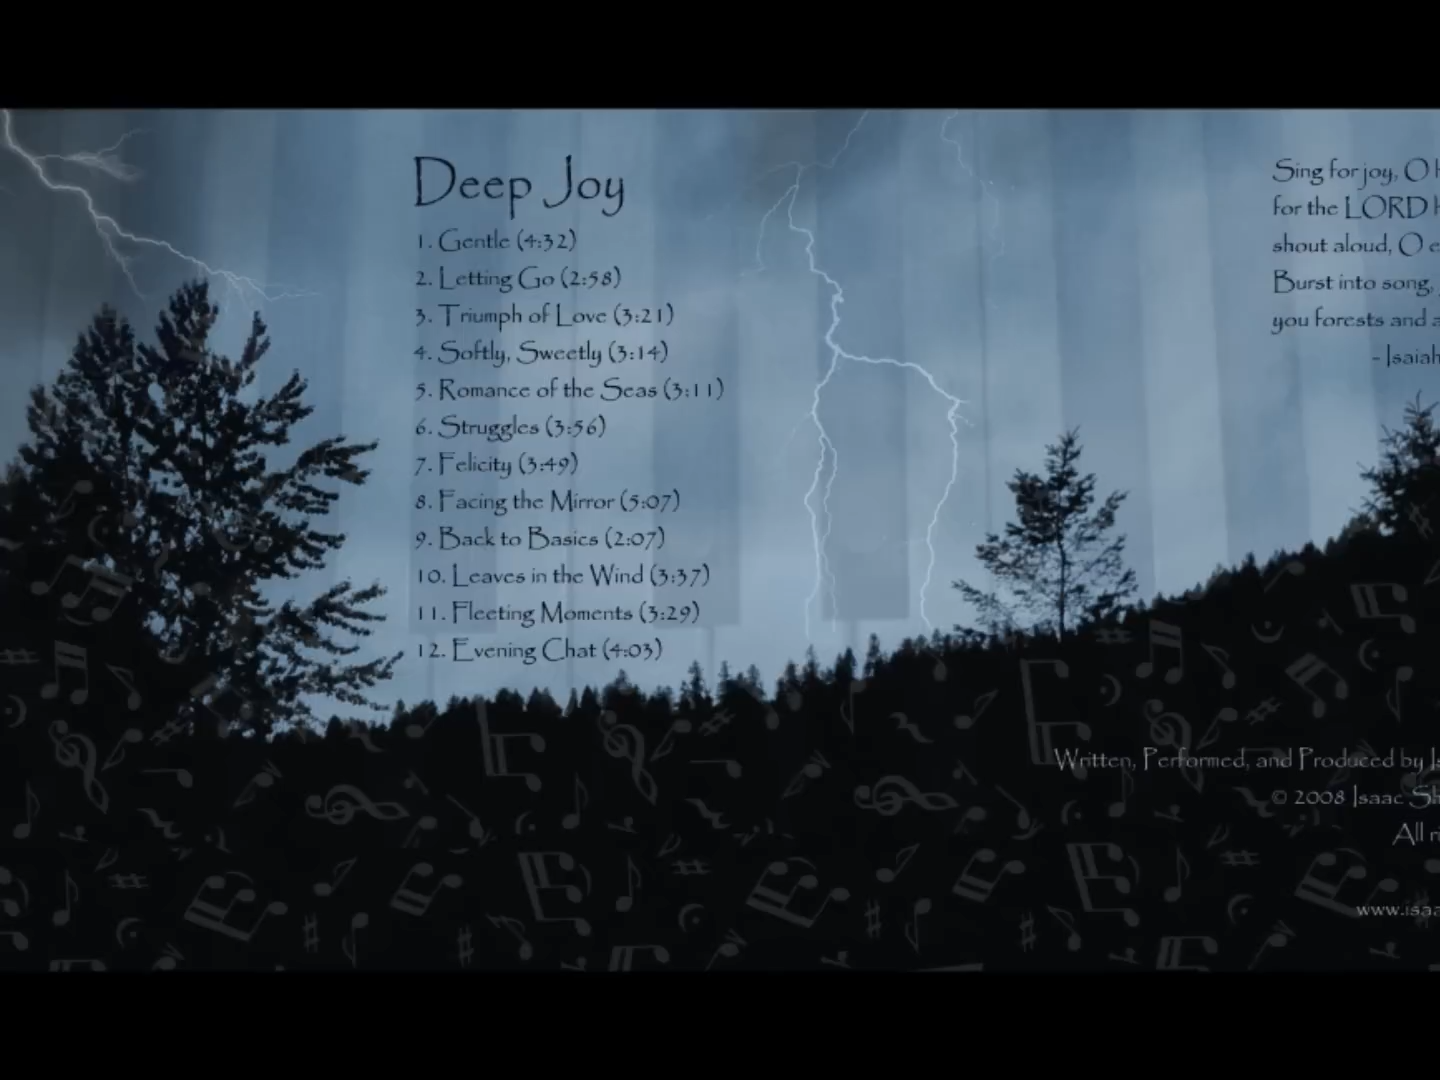 Deep Joy
1. Gentle (4:32)
2. Letting Go (2:58)
3. Triumph of Love (3:21)
4. Softly, Sweetly (3:14)
5. Romance of the Seas (3:11)
6. Struggles (3:56)
7. Felicity (3:49)
8. Facing the Mirror (5:07)
9. Back to Basics (2:07)
10. Leaves in the Wind (3:37)
11. Fleeting Moments (3:29)
12. Evening Chat (4:03)
Sing for joy, O
for the LORD
shout aloud, O
Burst into song,
you forests and
- Isaiah
Written, Performed, and Produced by
© 2008 Isaac
All